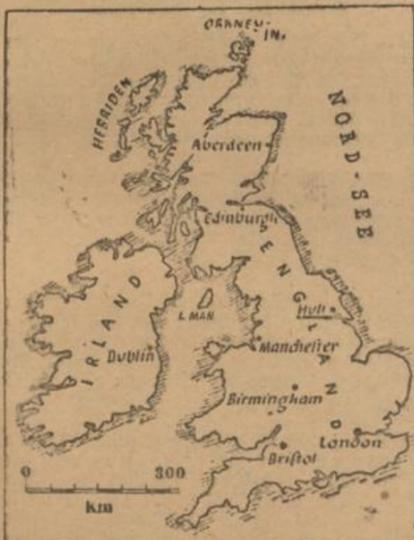 ORKNEY-
IN.
HEBRIDEN
NORD-SEE
Aberdeen
Edinburgh
ENGLAND
IRLAND
I. MAN
Hull
Dublin
Manchester
Birmingham
London
Bristol
0 300
Km